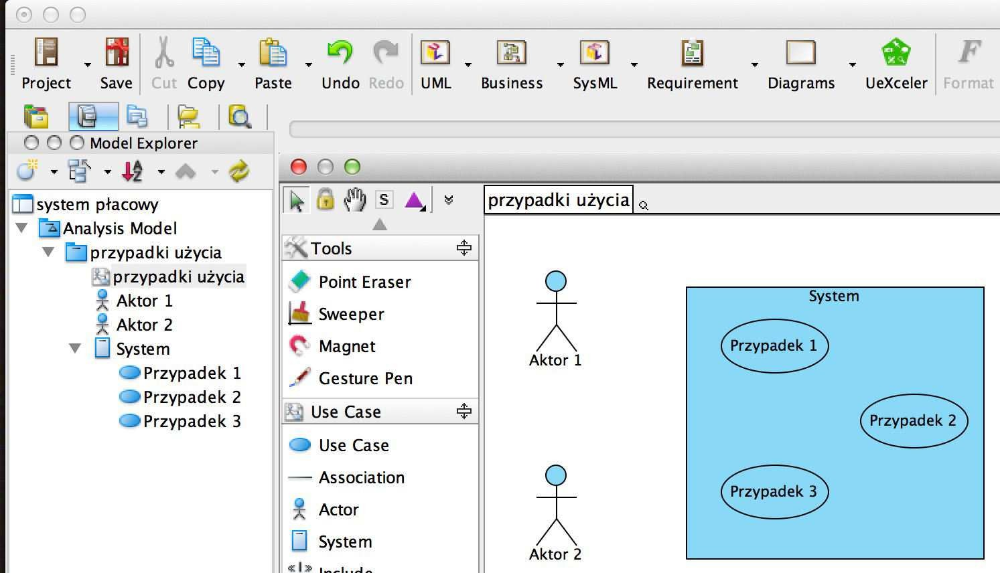 Project Save Cut Copy Paste Undo Redo UML Business SysML Requirement Diagrams UeXceler Format
Model Explorer
system płacowy
Analysis Model
przypadki użycia
przypadki użycia
Aktor 1
Aktor 2
System
Przypadek 1
Przypadek 2
Przypadek 3
S
Tools
Point Eraser
Sweeper
Magnet
Gesture Pen
Use Case
Use Case
Association
Actor
System
Include
przypadki użycia
Aktor 1
Aktor 2
System
Przypadek 1
Przypadek 2
Przypadek 3